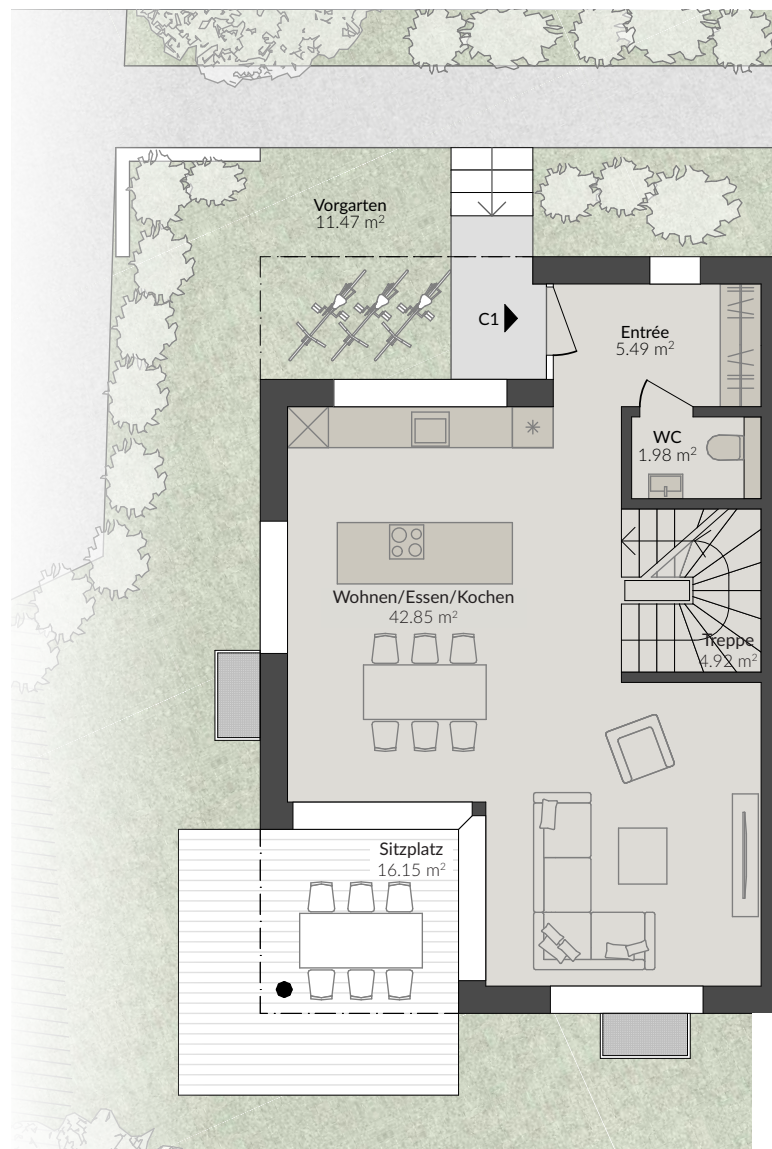 Vorgarten
11.47 m²
C1
Entrée
5.49 m²
WC
1.98 m²
Wohnen/Essen/Kochen
42.85 m²
Treppe
4.92 m²
Sitzplatz
16.15 m²